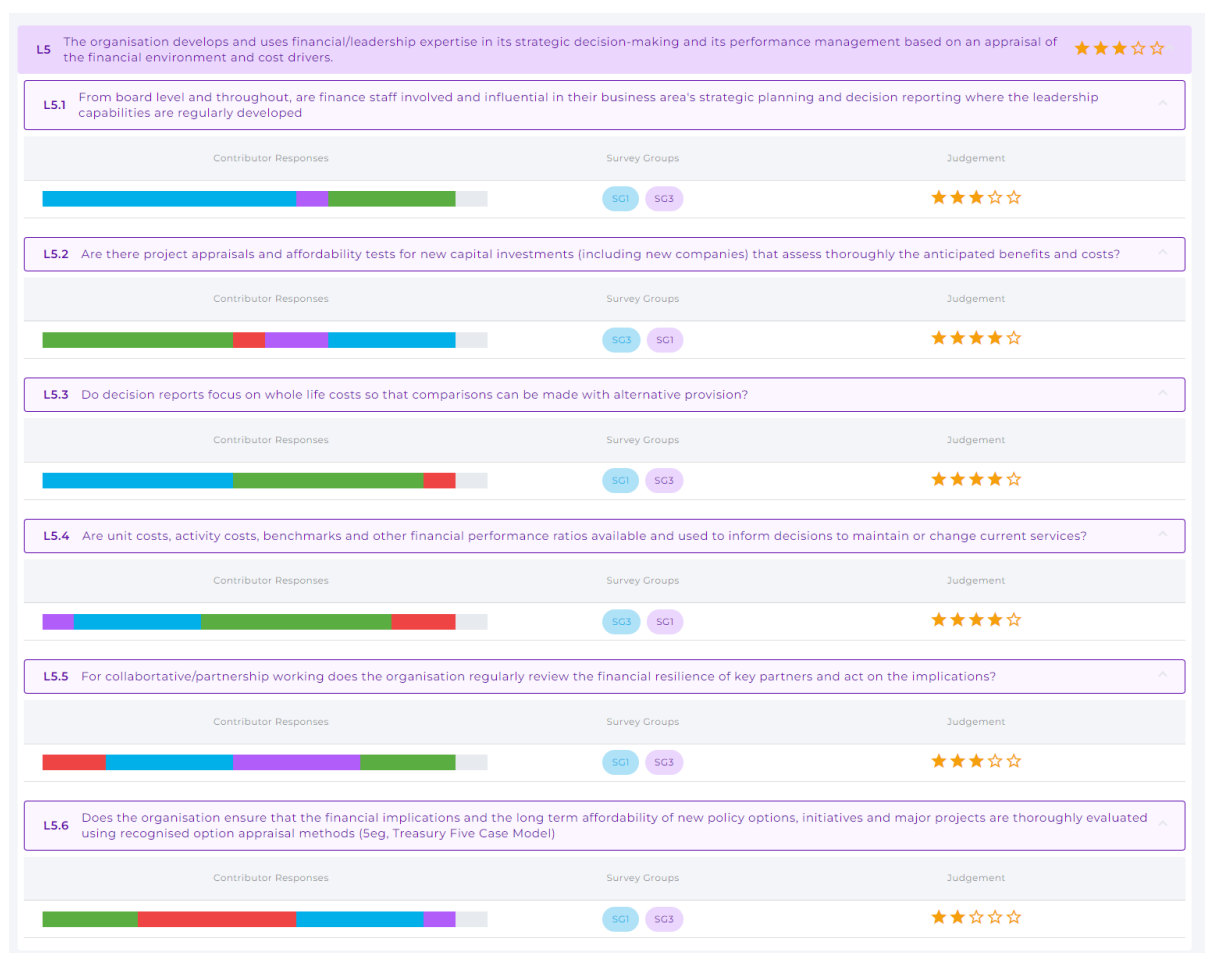 L5
The organisation develops and uses financial/leadership expertise in its strategic decision-making and its performance management based on an appraisal of
the financial environment and cost drivers.
L5.1
From board level and throughout, are finance staff involved and influential in their business area's strategic planning and decision reporting where the leadership
capabilities are regularly developed
Contributor Responses Survey Groups Judgement
SG1 SG3
L5.2 Are there project appraisals and affordability tests for new capital investments (including new companies) that assess thoroughly the anticipated benefits and costs?
Contributor Responses Survey Groups Judgement
SG3 SG1
L5.3 Do decision reports focus on whole life costs so that comparisons can be made with alternative provision?
Contributor Responses Survey Groups Judgement
SG1 SG3
L5.4 Are unit costs, activity costs, benchmarks and other financial performance ratios available and used to inform decisions to maintain or change current services?
Contributor Responses Survey Groups Judgement
SG3 SG1
L5.5 For collabortative/partnership working does the organisation regularly review the financial resilience of key partners and act on the implications?
Contributor Responses Survey Groups Judgement
SG1 SG3
L5.6
Does the organisation ensure that the financial implications and the long term affordability of new policy options, initiatives and major projects are thoroughly evaluated
using recognised option appraisal methods (5eg, Treasury Five Case Model)
Contributor Responses Survey Groups Judgement
SG1 SG3